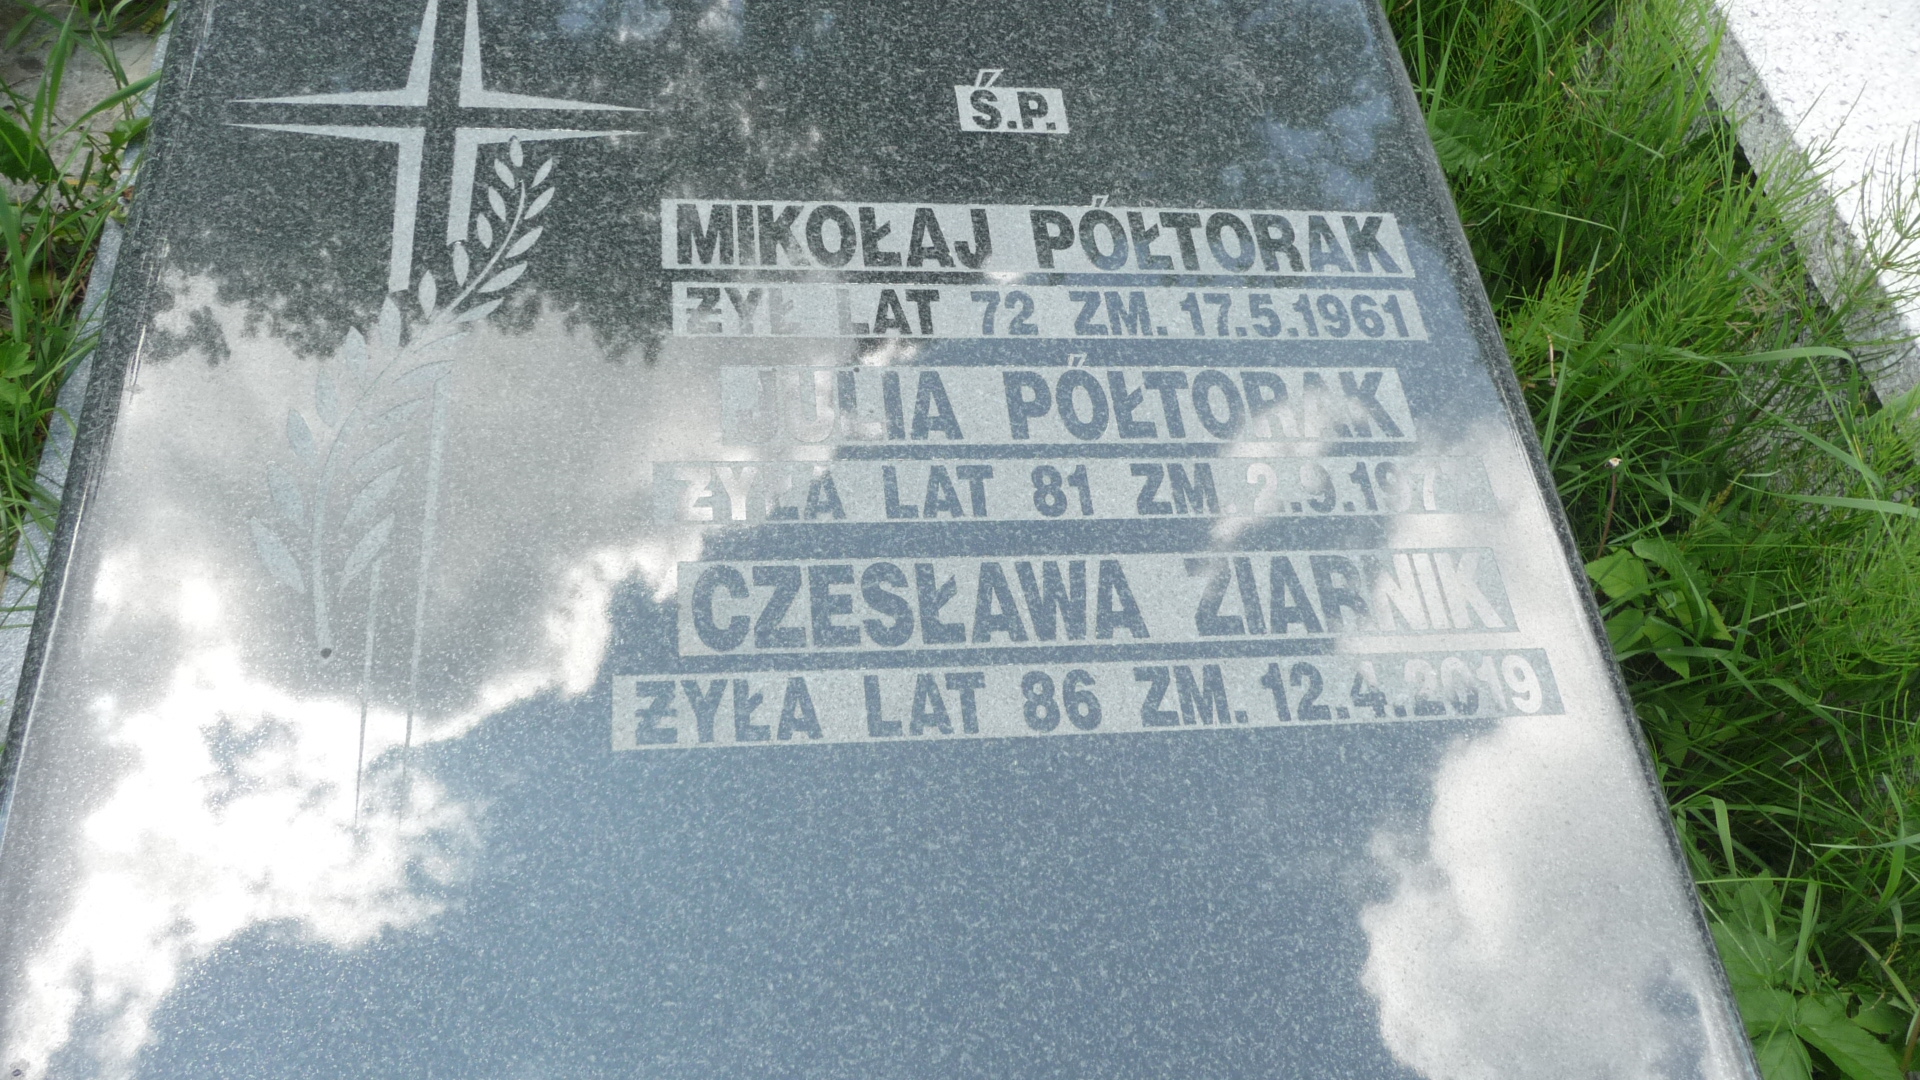 Ś.P.
MIKOŁAJ PÓŁTORAK
ŻYŁ LAT 72 ZM. 17.5.1961
JULIA PÓŁTORAK
ŻYŁA LAT 81 ZM
CZESŁAWA ZIARNIK
ŻYŁA LAT 86 ZM. 12.4.2019